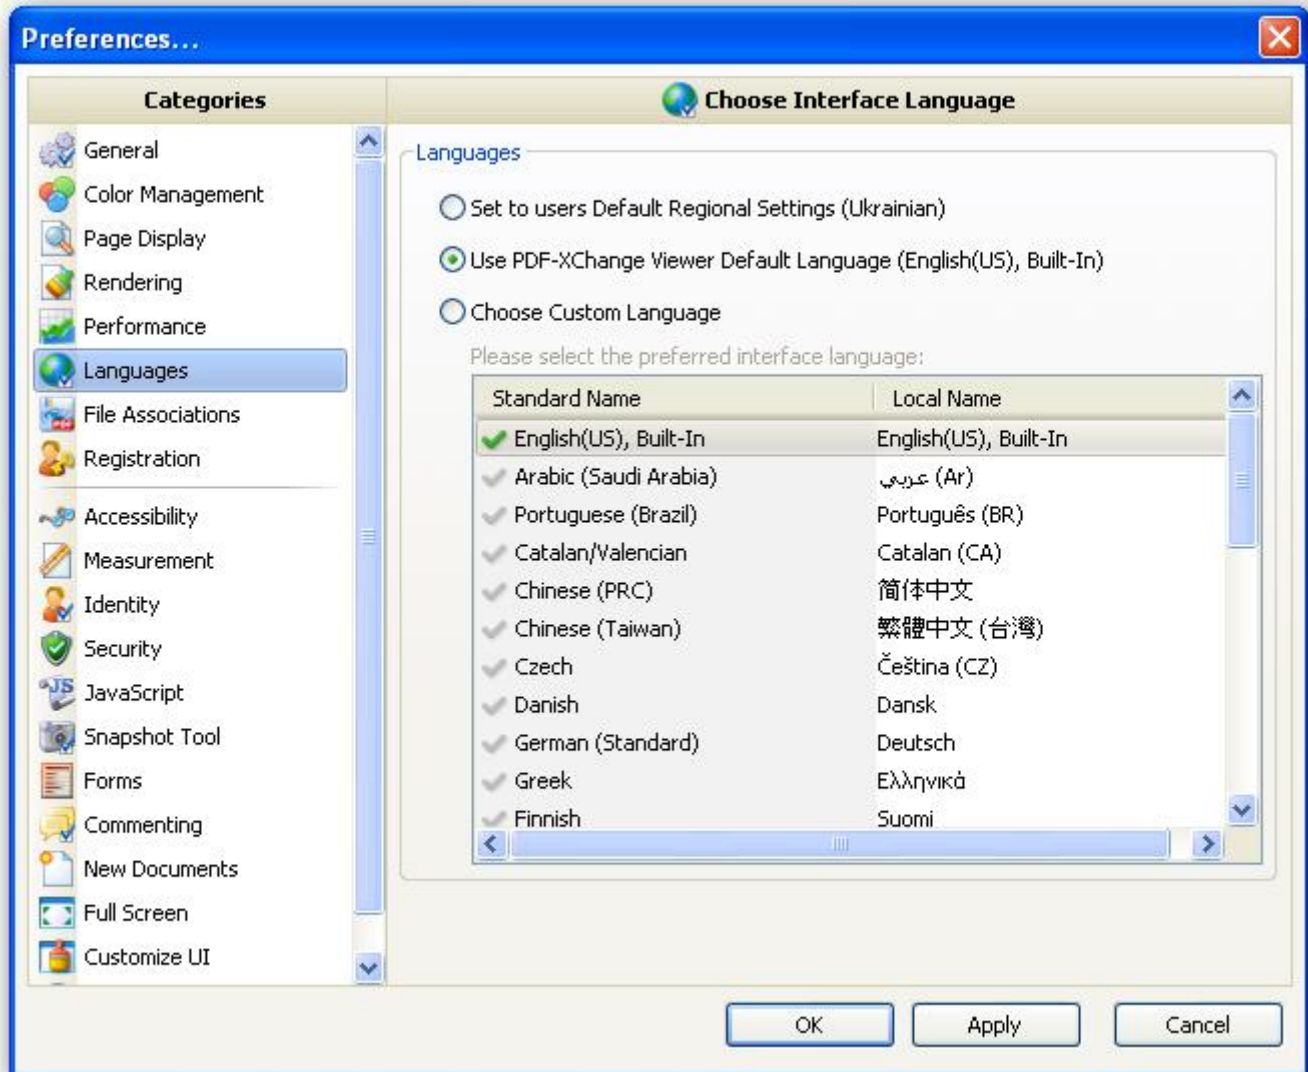 Preferences...
Categories
General
Color Management
Page Display
Rendering
Performance
Languages
File Associations
Registration
Accessibility
Measurement
Identity
Security
JavaScript
Snapshot Tool
Forms
Commenting
New Documents
Full Screen
Customize UI
Choose Interface Language
Languages
Set to users Default Regional Settings (Ukrainian)
Use PDF-XChange Viewer Default Language (English(US), Built-In)
Choose Custom Language
Please select the preferred interface language:
Standard Name Local Name
English(US), Built-In English(US), Built-In
Arabic (Saudi Arabia) عربي (Ar)
Portuguese (Brazil) Português (BR)
Catalan/Valencian Catalan (CA)
Chinese (PRC) 简体中文
Chinese (Taiwan) 繁體中文 (台灣)
Czech Čeština (CZ)
Danish Dansk
German (Standard) Deutsch
Greek Ελληνικά
Finnish Suomi
OK Apply Cancel